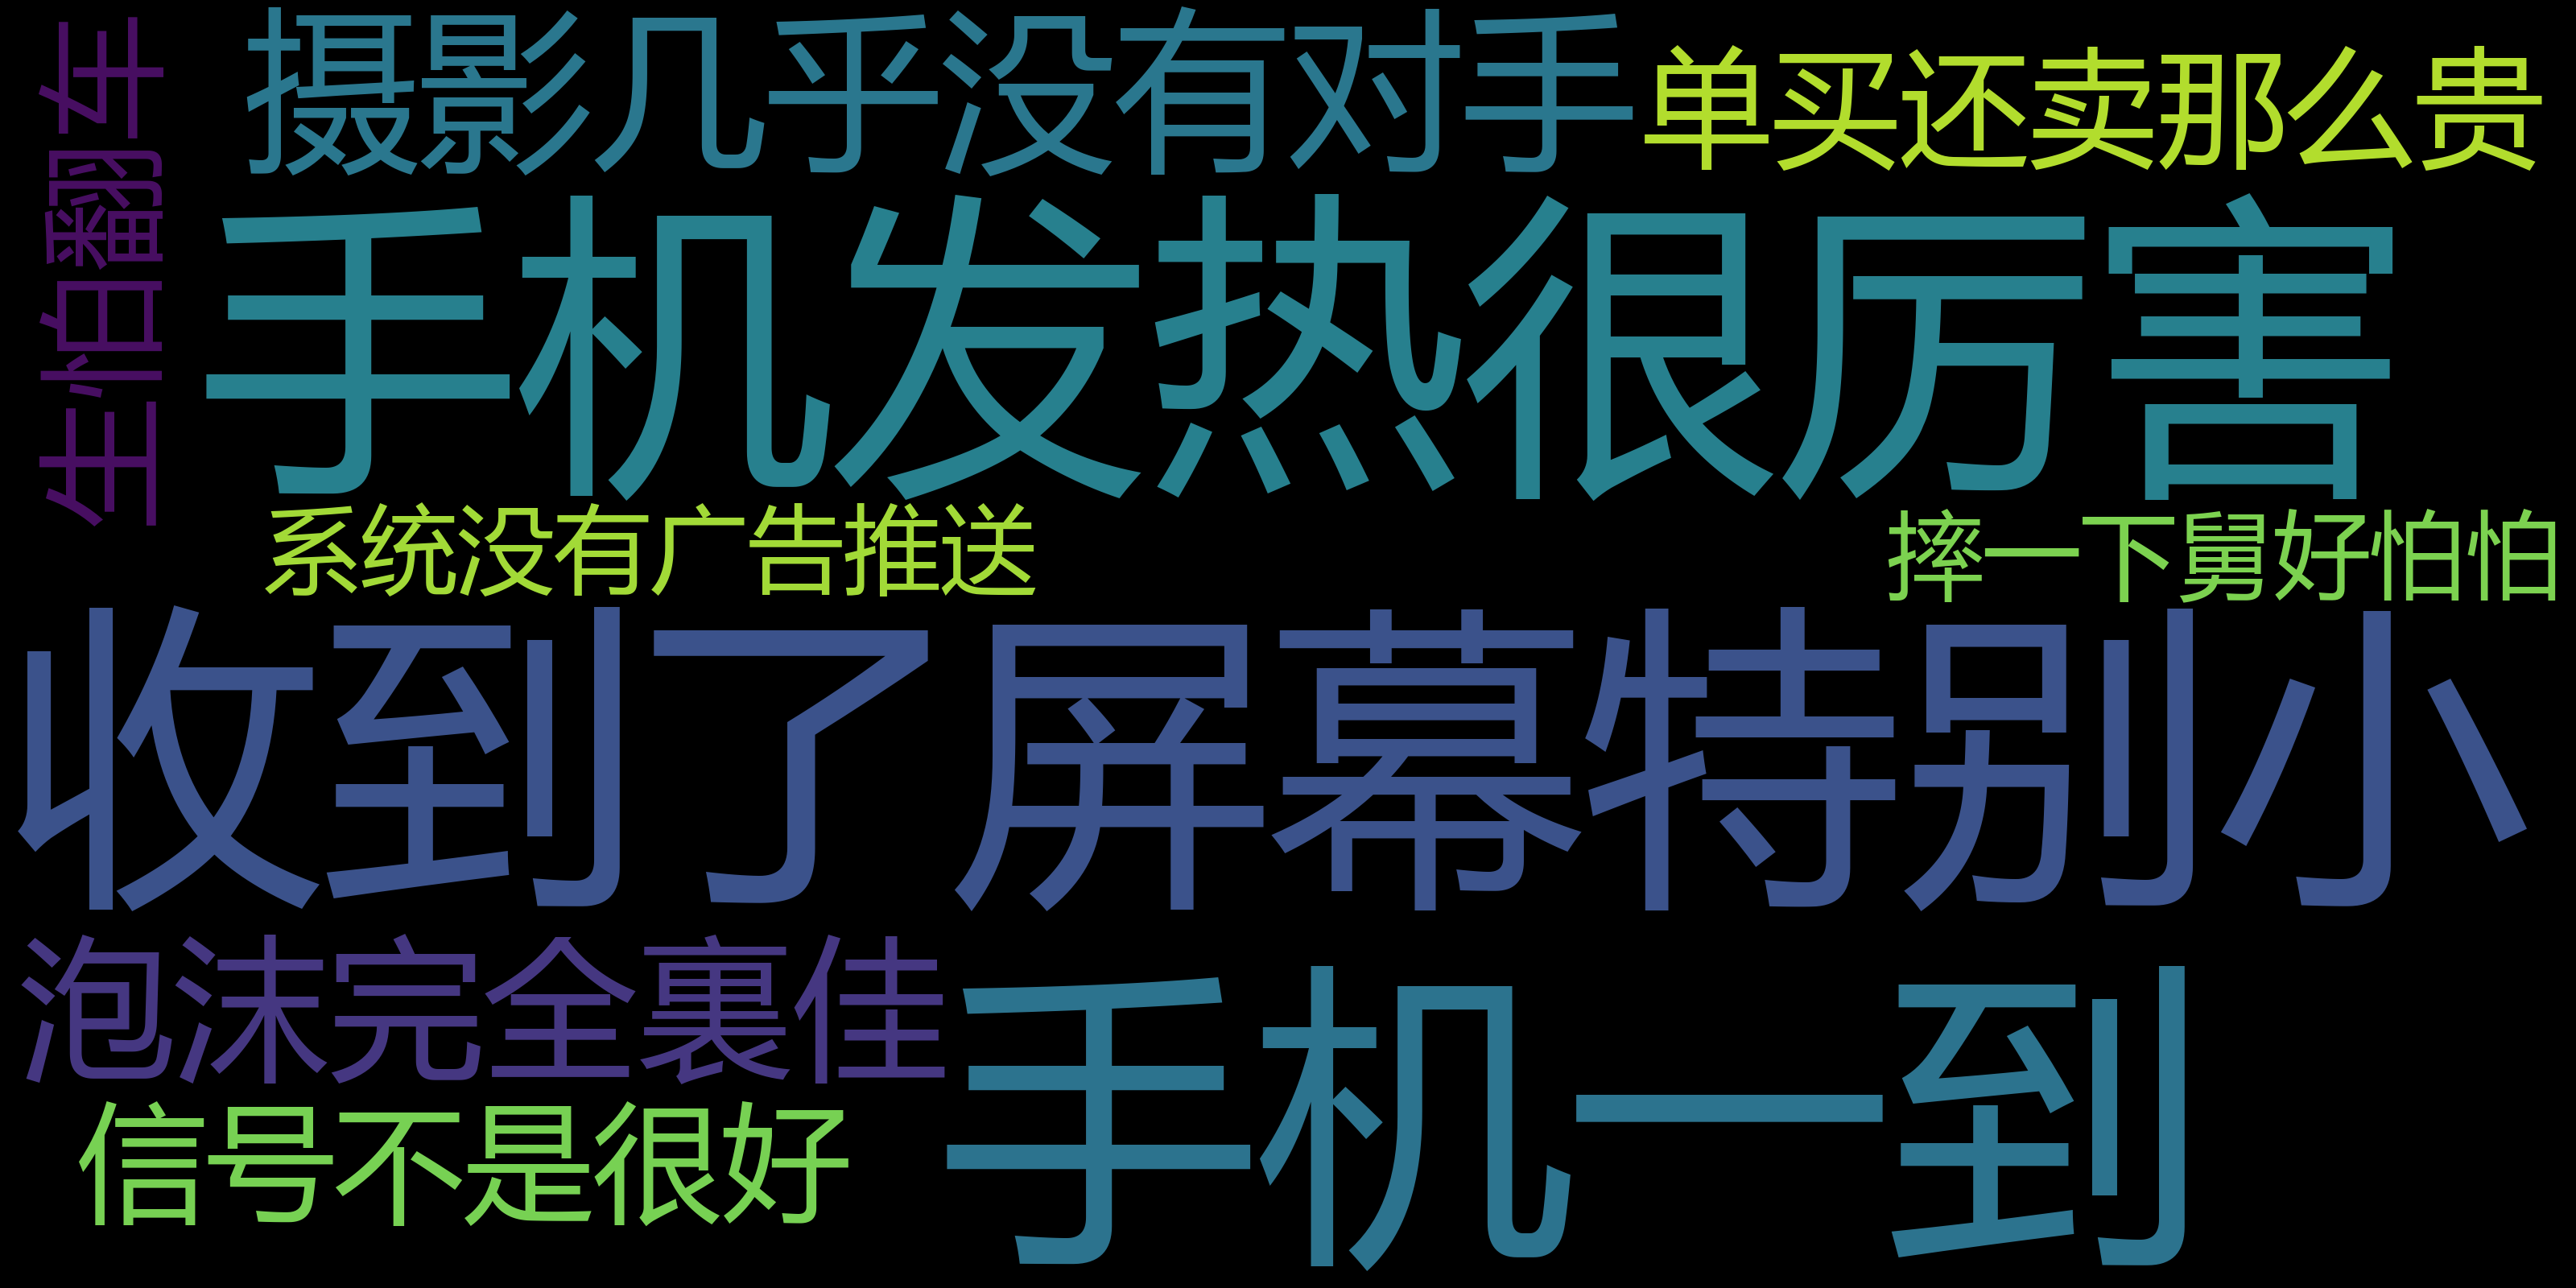 生怕翻车
摄影几乎没有对手
单买还卖那么贵
手机发热很厉害
系统没有广告推送
摔一下舅好怕怕
收到了屏幕特别小
泡沫完全裹佳
手机一到
信号不是很好